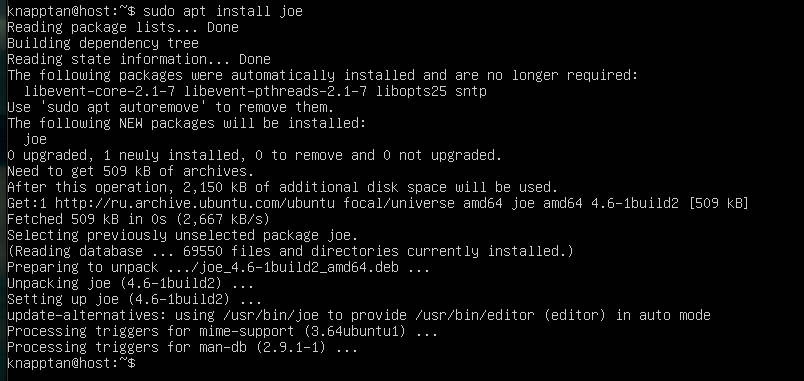 knapptan@host:~$ sudo apt install joe
Reading package lists... Done
Building dependency tree
Reading state information... Done
The following packages were automatically installed and are no longer required:
  libevent-core-2.1-7 libevent-pthreads-2.1-7 libopts25 sntp
Use 'sudo apt autoremove' to remove them.
The following NEW packages will be installed:
  joe
0 upgraded, 1 newly installed, 0 to remove and 0 not upgraded.
Need to get 509 kB of archives.
After this operation, 2,150 kB of additional disk space will be used.
Get:1 http://ru.archive.ubuntu.com/ubuntu focal/universe amd64 joe amd64 4.6-1build2 [509 kB]
Fetched 509 kB in 0s (2,667 kB/s)
Selecting previously unselected package joe.
(Reading database ... 69550 files and directories currently installed.)
Preparing to unpack .../joe_4.6-1build2_amd64.deb ...
Unpacking joe (4.6-1build2) ...
Setting up joe (4.6-1build2) ...
update-alternatives: using /usr/bin/joe to provide /usr/bin/editor (editor) in auto mode
Processing triggers for mime-support (3.64ubuntu1) ...
Processing triggers for man-db (2.9.1-1) ...
knapptan@host:~$